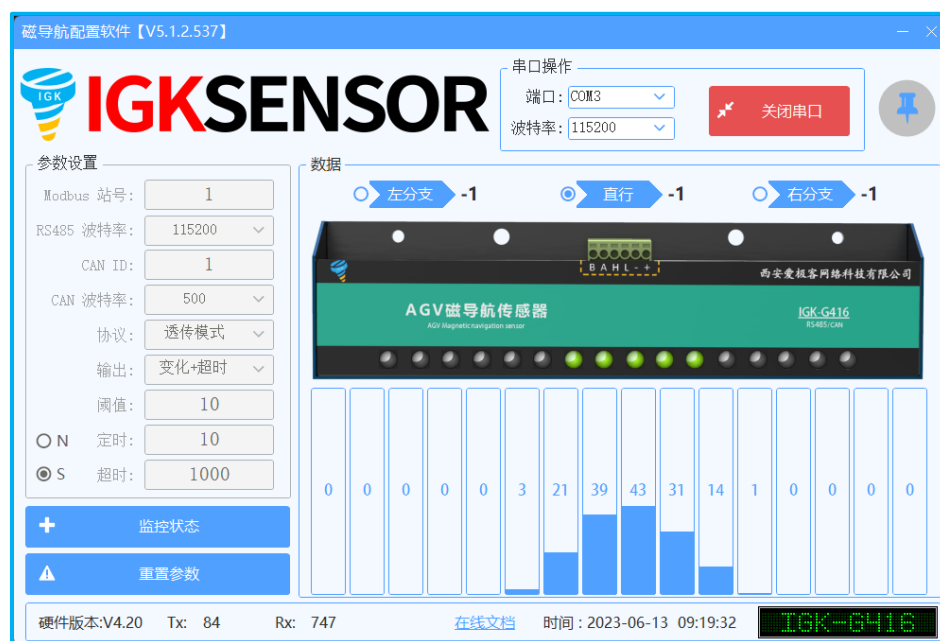 磁导航配置软件【V5.1.2.537】
IGK
IGKSENSOR
串口操作
端口: COM3
波特率: 115200
关闭串口
参数设置
Modbus 站号: 1
RS485 波特率: 115200
CAN ID: 1
CAN 波特率: 500
协议: 透传模式
输出: 变化+超时
阈值: 10
N 定时: 10
S 超时: 1000
监控状态
重置参数
数据
左分支 -1 直行 -1 右分支 -1
B A H L - +
西安爱极客网络科技有限公司
AGV磁导航传感器
AGV Magnetic navigation sensor
IGK-G416
RS485/CAN
0 0 0 0 0 3 21 39 43 31 14 1 0 0 0 0
硬件版本:V4.20 Tx: 84 Rx: 747 在线文档 时间 : 2023-06-13 09:19:32 IGK-G416